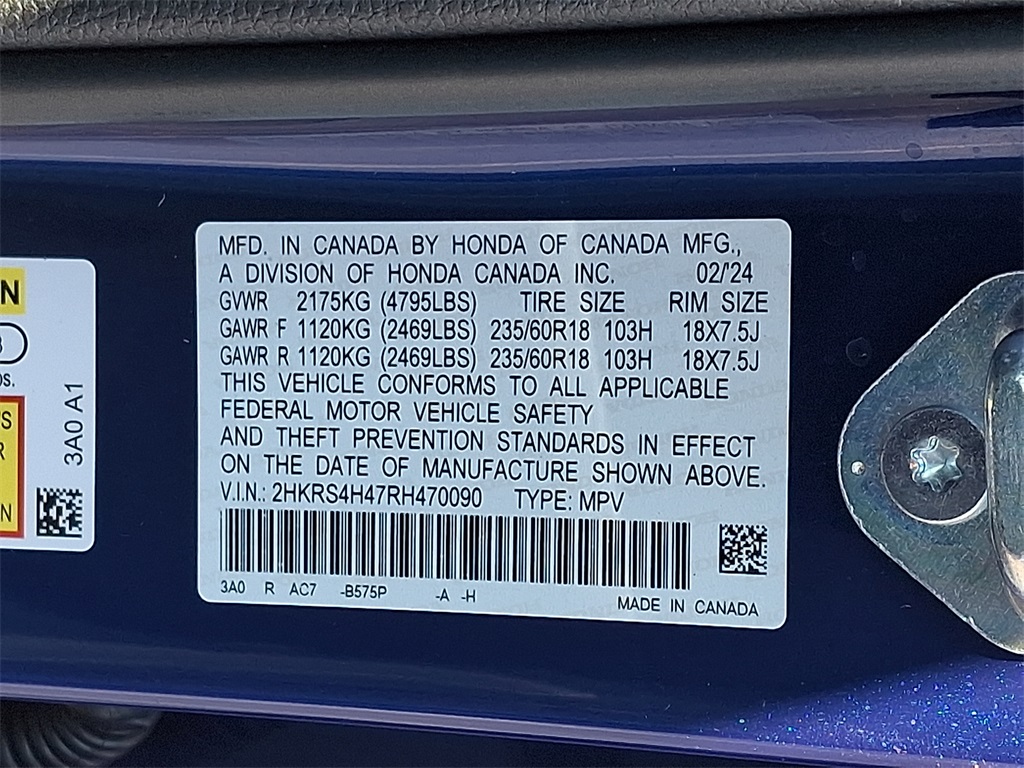 MFD. IN CANADA BY HONDA OF CANADA MFG.,
A DIVISION OF HONDA CANADA INC. 02/'24
GVWR 2175KG (4795LBS) TIRE SIZE RIM SIZE
GAWR F 1120KG (2469LBS) 235/60R18 103H 18X7.5J
GAWR R 1120KG (2469LBS) 235/60R18 103H 18X7.5J
THIS VEHICLE CONFORMS TO ALL APPLICABLE
FEDERAL MOTOR VEHICLE SAFETY
AND THEFT PREVENTION STANDARDS IN EFFECT
ON THE DATE OF MANUFACTURE SHOWN ABOVE.
V.I.N.: 2HKRS4H47RH470090 TYPE: MPV
3A0 R AC7 -B575P -A -H
MADE IN CANADA
3A0 A1